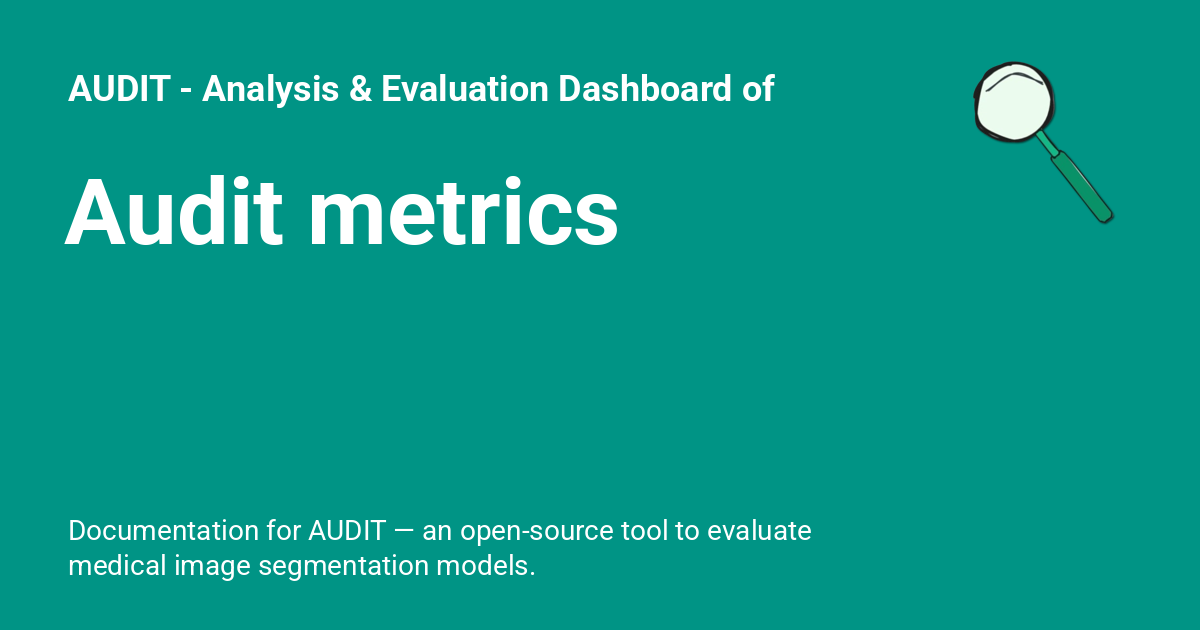 AUDIT - Analysis & Evaluation Dashboard of
Audit metrics
Documentation for AUDIT — an open-source tool to evaluate
medical image segmentation models.